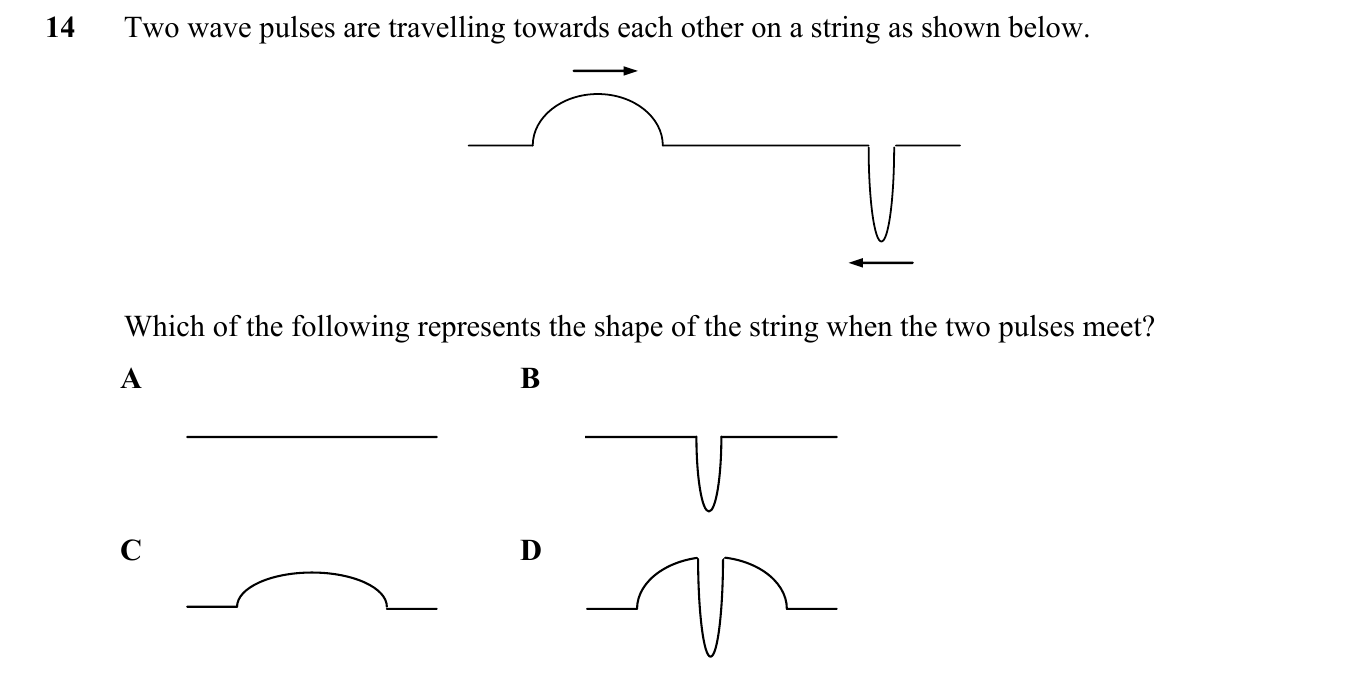 14 Two wave pulses are travelling towards each other on a string as shown below.
Which of the following represents the shape of the string when the two pulses meet?
A B
C D